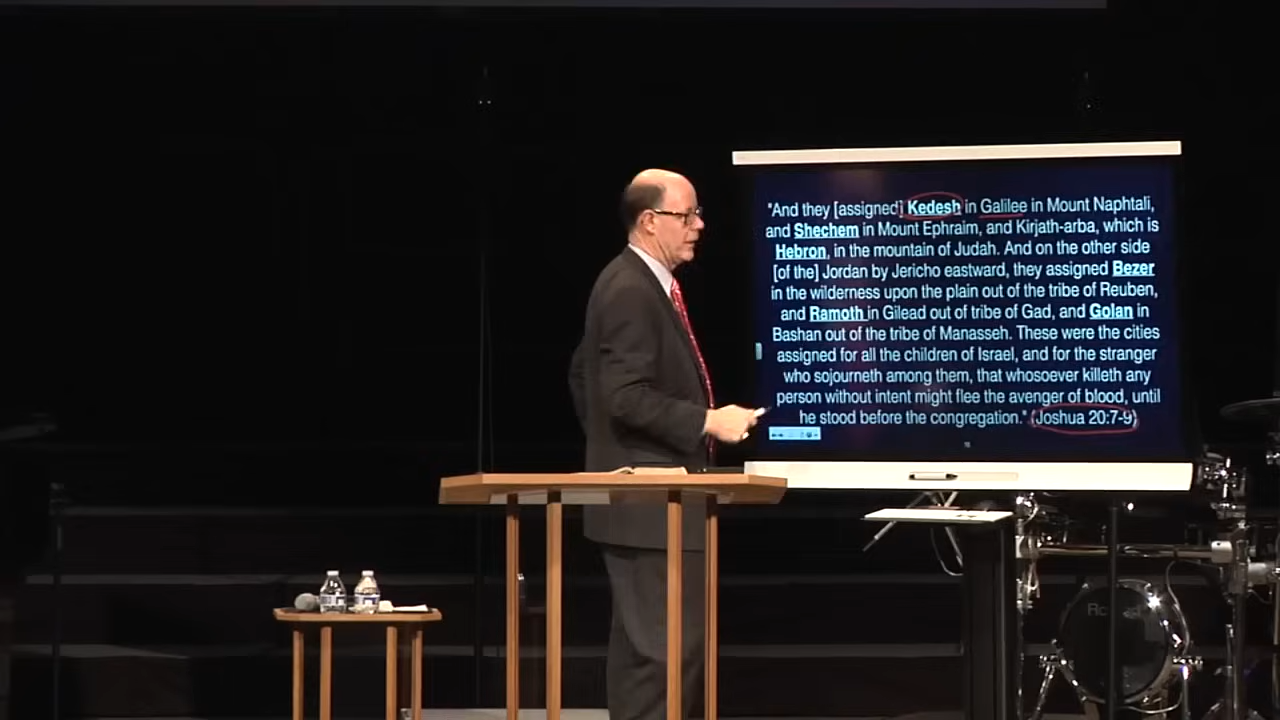 "And they [assigned] Kedesh in Galilee in Mount Naphtali,
and Shechem in Mount Ephraim, and Kirjath-arba, which is
Hebron, in the mountain of Judah. And on the other side
[of the] Jordan by Jericho eastward, they assigned Bezer
in the wilderness upon the plain out of the tribe of Reuben,
and Ramoth in Gilead out of tribe of Gad, and Golan in
Bashan out of the tribe of Manasseh. These were the cities
assigned for all the children of Israel, and for the stranger
who sojourneth among them, that whosoever killeth any
person without intent might flee the avenger of blood, until
he stood before the congregation." (Joshua 20:7-9)